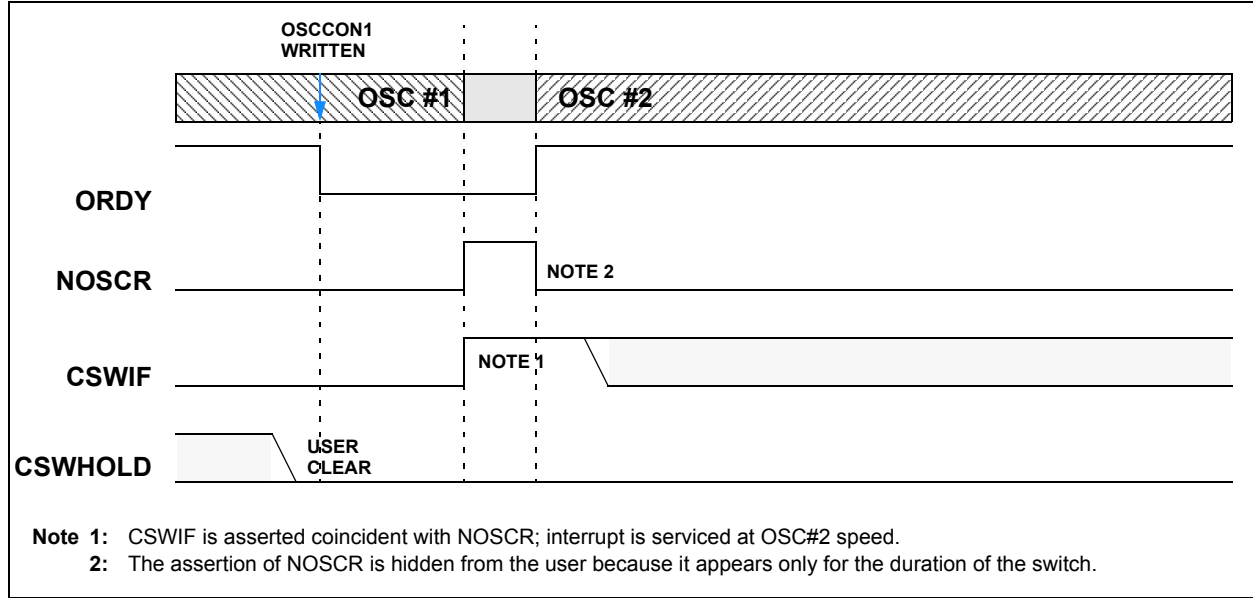 OSCCON1
WRITTEN
OSC #1
OSC #2
ORDY
NOSCR
NOTE 2
CSWIF
NOTE 1
CSWHOLD
USER
CLEAR
Note 1: CSWIF is asserted coincident with NOSCR; interrupt is serviced at OSC#2 speed.
2: The assertion of NOSCR is hidden from the user because it appears only for the duration of the switch.